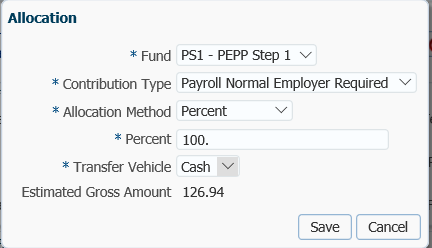 Allocation
* Fund PS1 - PEPP Step 1
* Contribution Type Payroll Normal Employer Required
* Allocation Method Percent
* Percent 100.
* Transfer Vehicle Cash
Estimated Gross Amount 126.94
Save Cancel